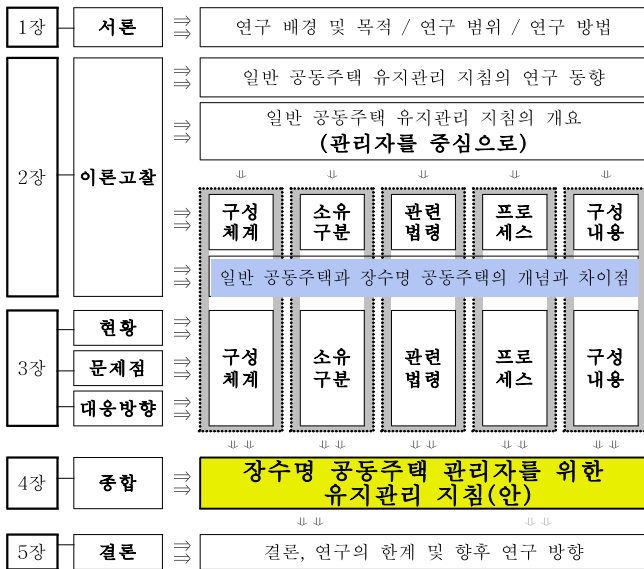 1장 서론 연구 배경 및 목적 / 연구 범위 / 연구 방법
2장 이론고찰 일반 공동주택 유지관리 지침의 연구 동향
일반 공동주택 유지관리 지침의 개요
(관리자를 중심으로)
구성 소유 관련 프로 구성
체계 구분 법령 세스 내용
일반 공동주택과 장수명 공동주택의 개념과 차이점
3장 현황
문제점
대응방향
구성 소유 관련 프로 구성
체계 구분 법령 세스 내용
4장 종합 장수명 공동주택 관리자를 위한
유지관리 지침(안)
5장 결론 결론, 연구의 한계 및 향후 연구 방향